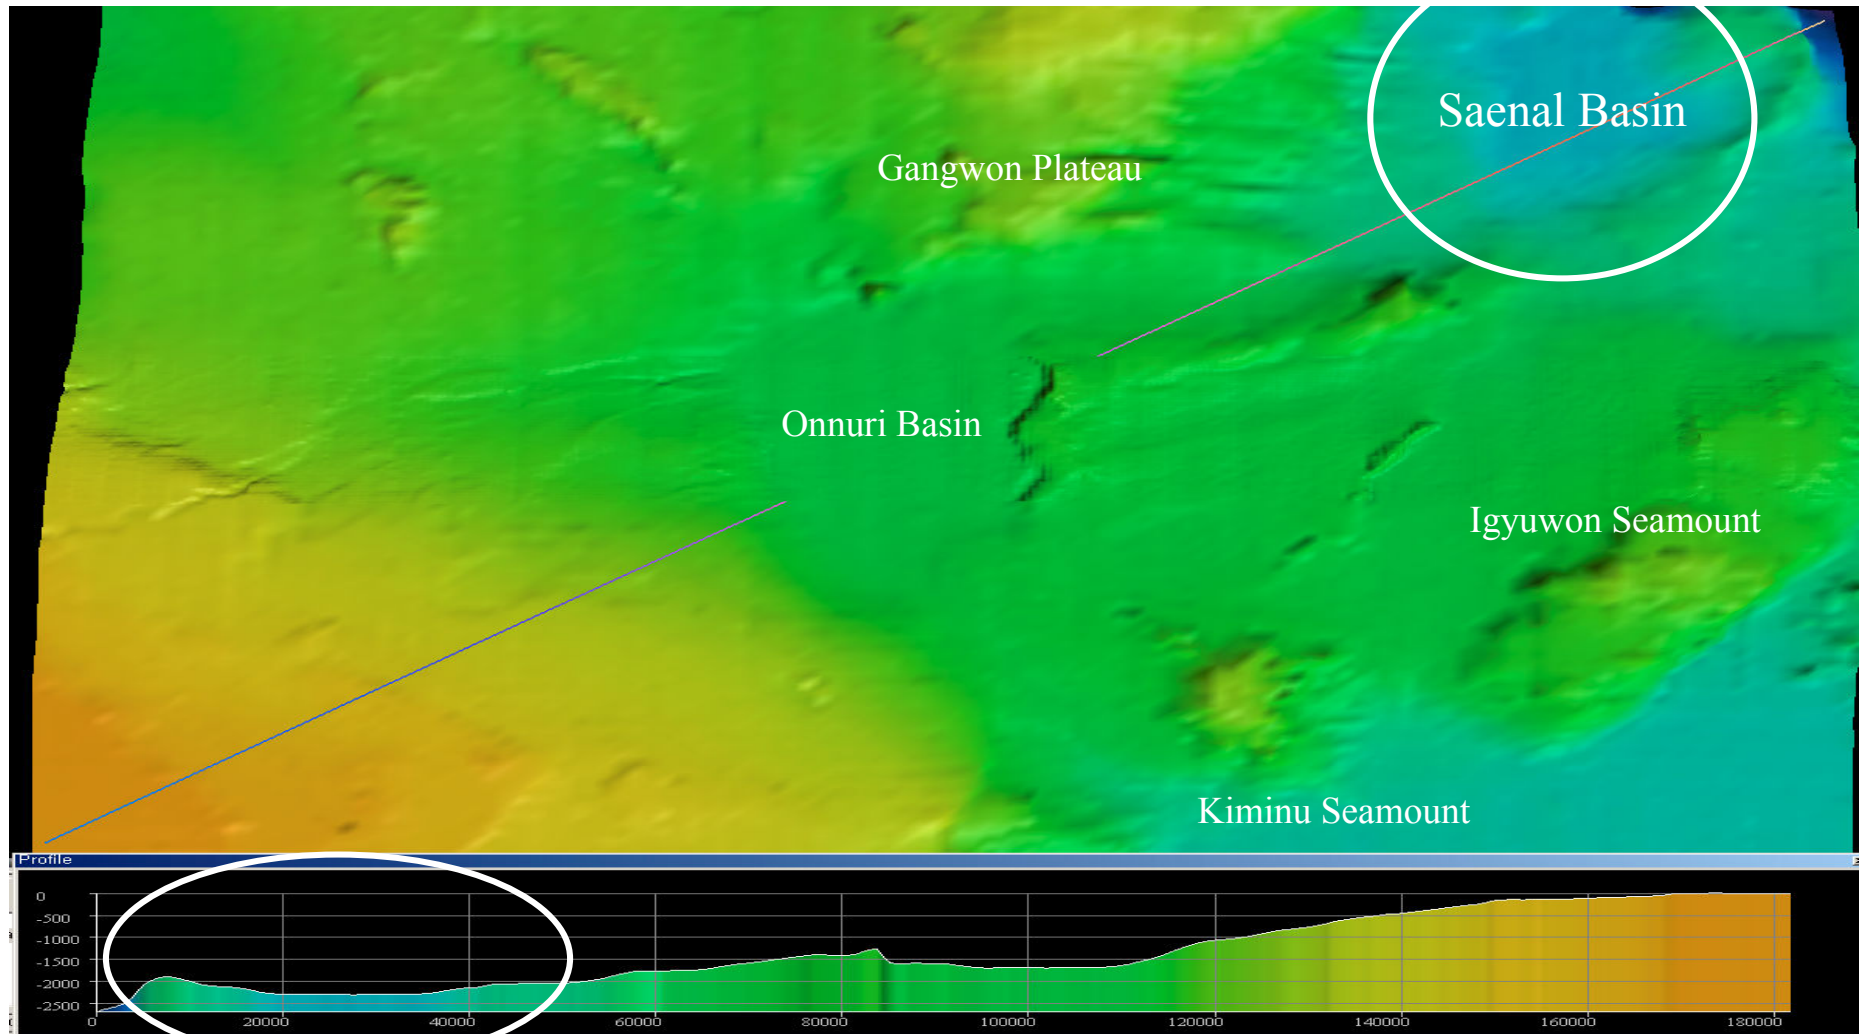 Saenal Basin
Gangwon Plateau
Onnuri Basin
Igyuwon Seamount
Kiminu Seamount
Profile
0
-500
-1000
-1500
-2000
-2500
0 20000 40000 60000 80000 100000 120000 140000 160000 180000